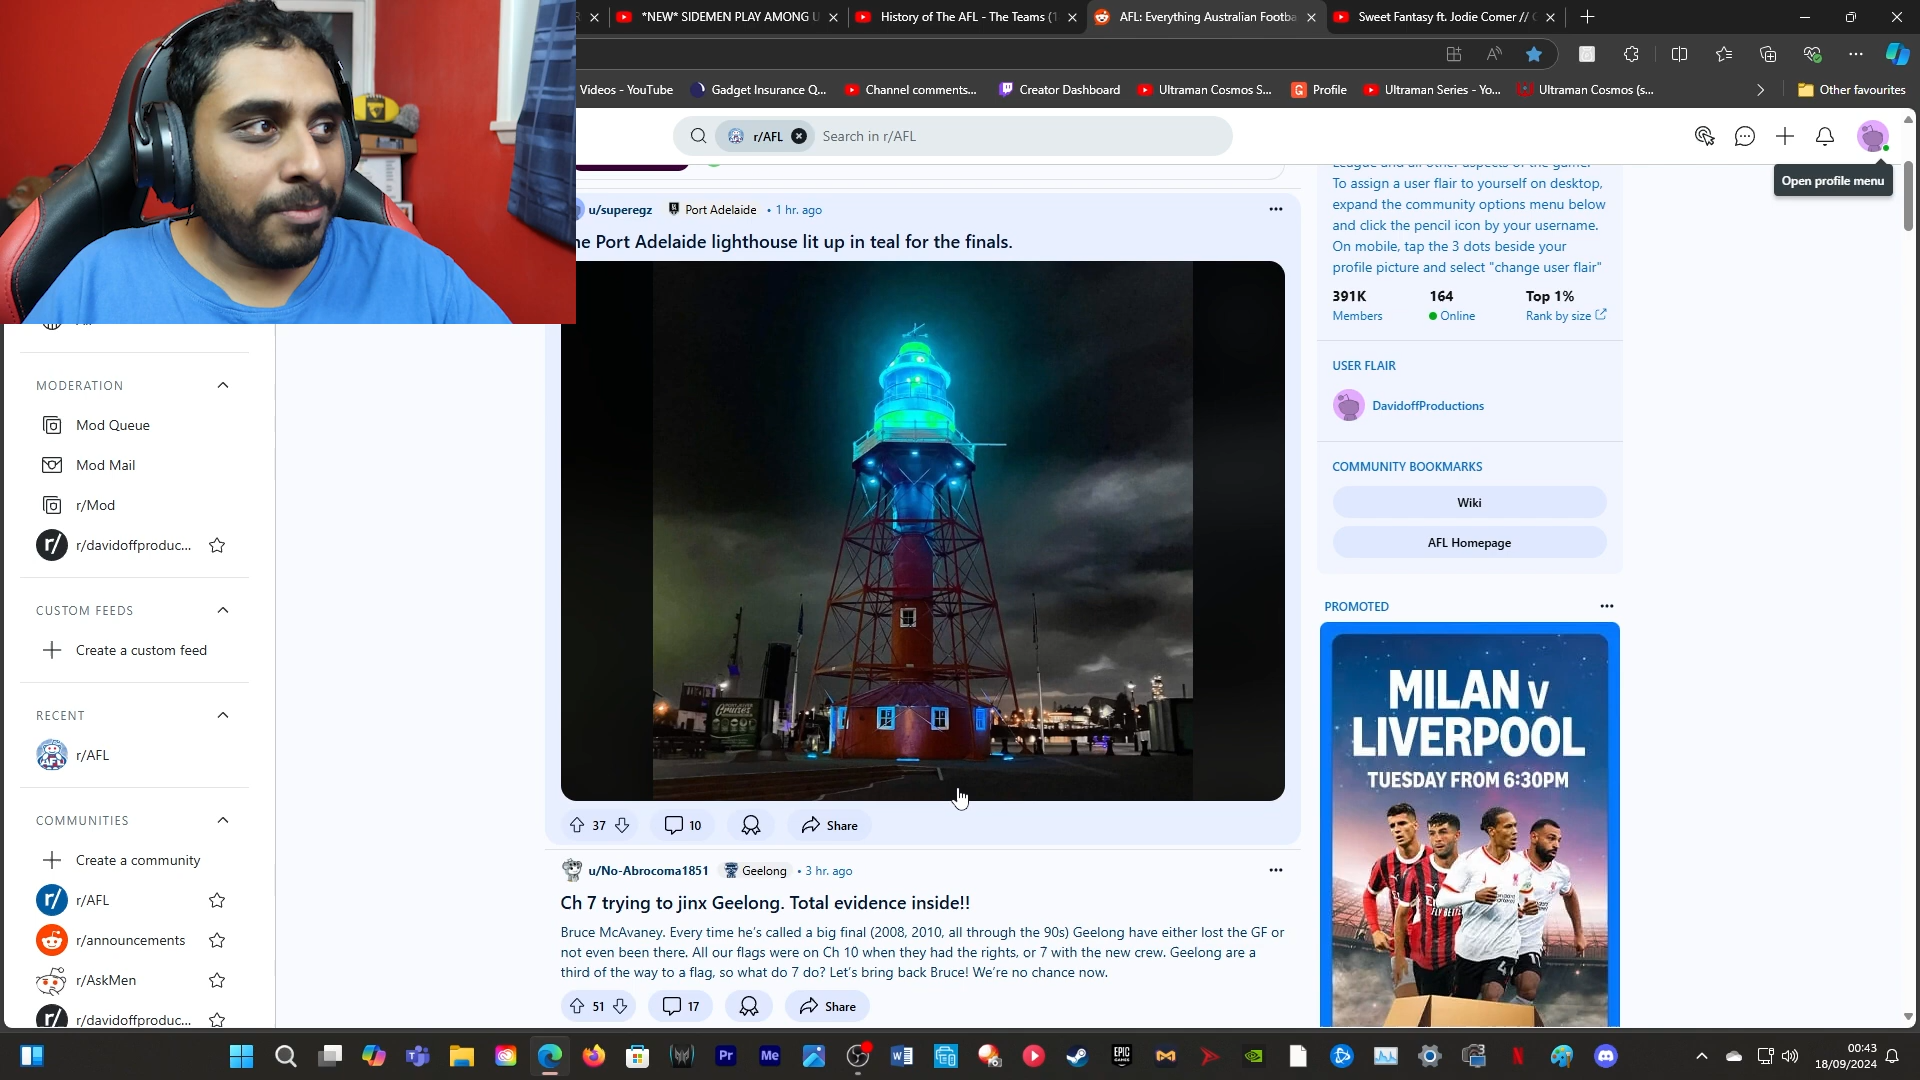 *NEW* SIDEMEN PLAY AMONG U
History of The AFL - The Teams (1
AFL: Everything Australian Footba
Sweet Fantasy ft. Jodie Comer //
Videos - YouTube
Gadget Insurance Q...
Channel comments...
Creator Dashboard
Ultraman Cosmos S...
Profile
Ultraman Series - Yo...
Ultraman Cosmos (s...
Other favourites
r/AFL
Search in r/AFL
Open profile menu
u/superegz Port Adelaide • 1 hr. ago
he Port Adelaide lighthouse lit up in teal for the finals.
Cruises
37
10
Share
u/No-Abrocoma1851 Geelong • 3 hr. ago
Ch 7 trying to jinx Geelong. Total evidence inside!!
Bruce McAvaney. Every time he's called a big final (2008, 2010, all through the 90s) Geelong have either lost the GF or
not even been there. All our flags were on Ch 10 when they had the rights, or 7 with the new crew. Geelong are a
third of the way to a flag, so what do 7 do? Let's bring back Bruce! We're no chance now.
51
17
Share
MODERATION
Mod Queue
Mod Mail
r/Mod
r/davidoffproduc...
CUSTOM FEEDS
Create a custom feed
RECENT
r/AFL
COMMUNITIES
Create a community
r/AFL
r/announcements
r/AskMen
r/davidoffproduc...
League and all other aspects of the game.
To assign a user flair to yourself on desktop,
expand the community options menu below
and click the pencil icon by your username.
On mobile, tap the 3 dots beside your
profile picture and select "change user flair"
391K 164 Top 1%
Members Online Rank by size
USER FLAIR
DavidoffProductions
COMMUNITY BOOKMARKS
Wiki
AFL Homepage
PROMOTED
MILAN V
LIVERPOOL
TUESDAY FROM 6:30PM
00:43
18/09/2024